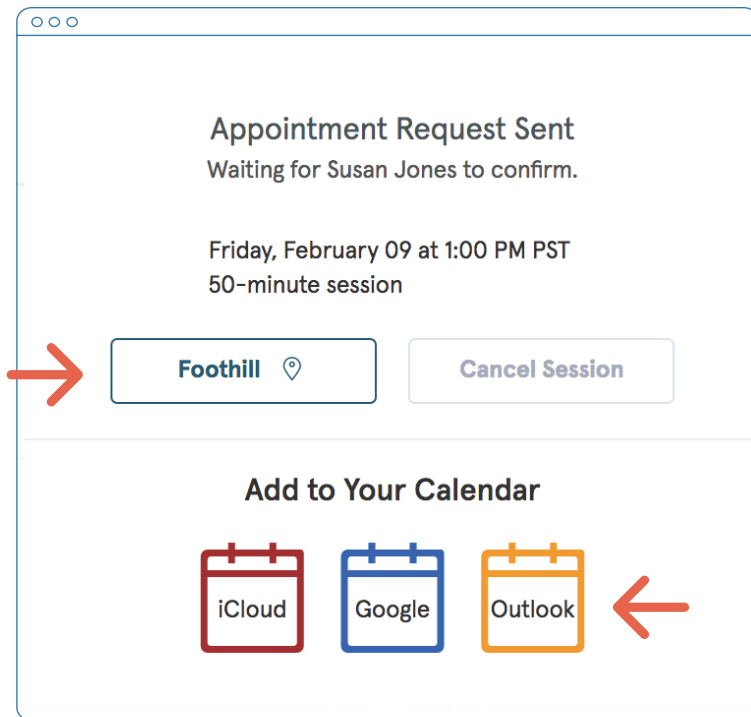 Appointment Request Sent
Waiting for Susan Jones to confirm.
Friday, February 09 at 1:00 PM PST
50-minute session
Foothill
Cancel Session
Add to Your Calendar
iCloud
Google
Outlook